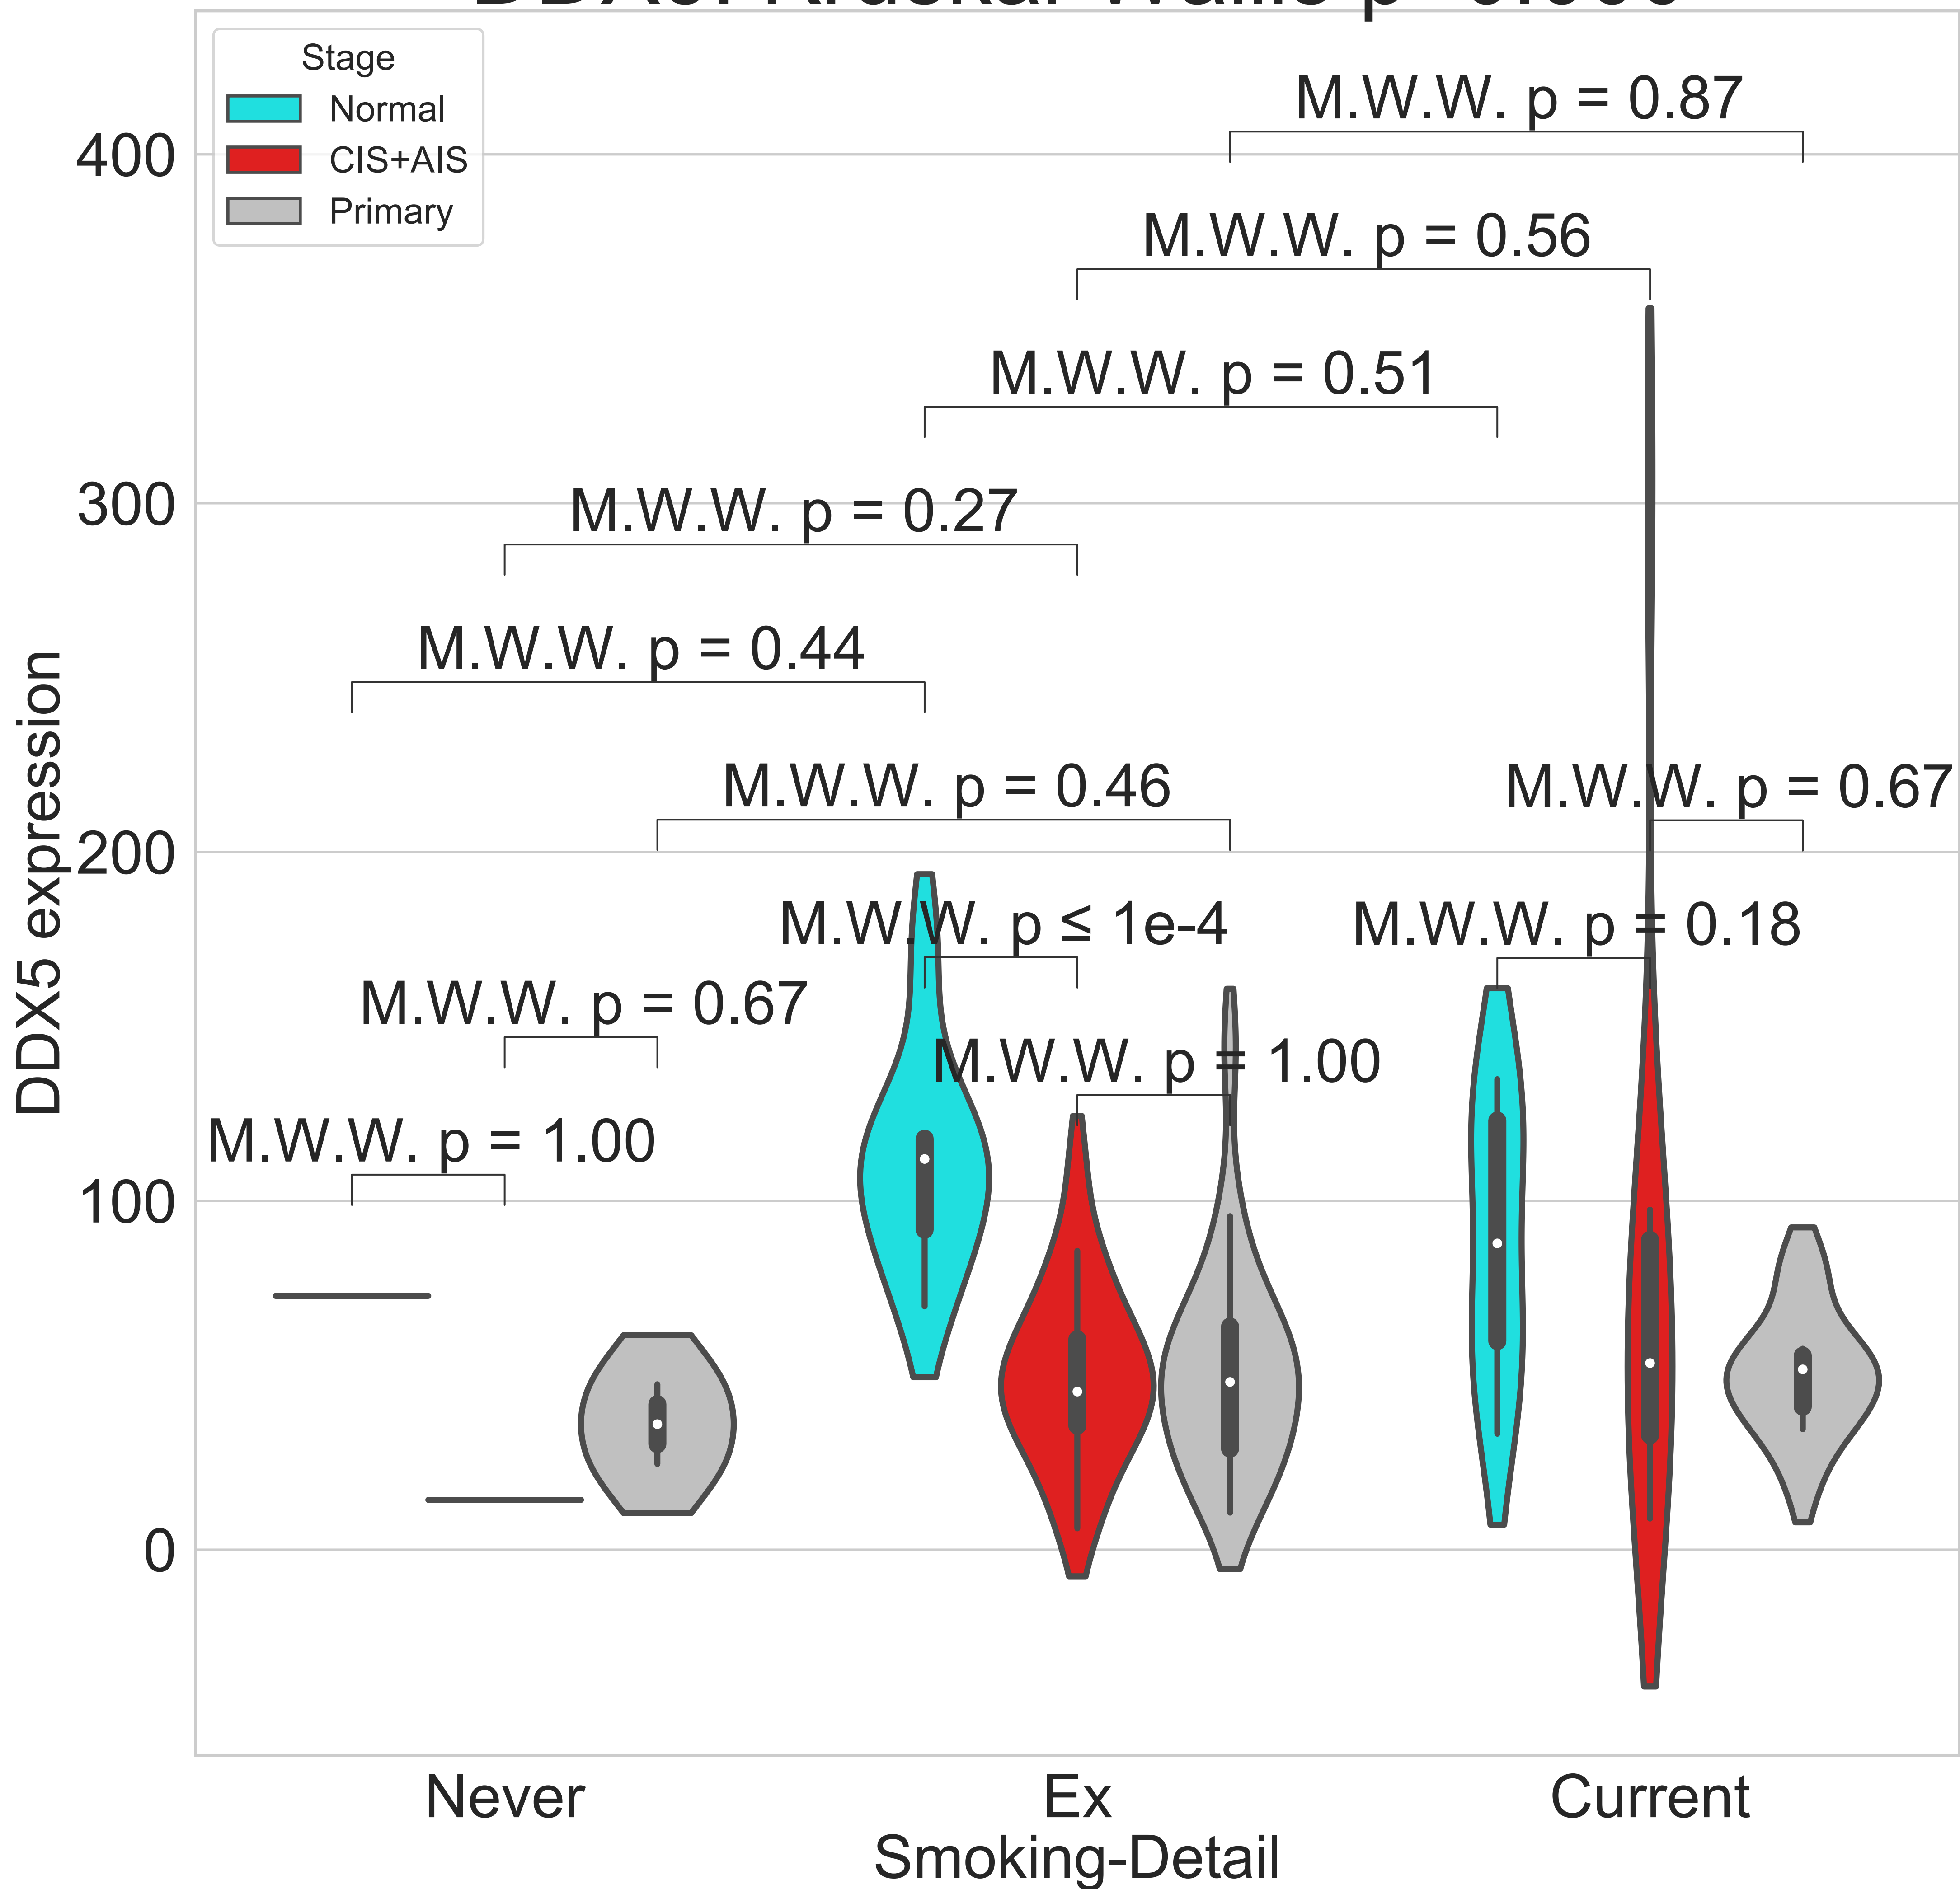 Stage
Normal
CIS+AIS
Primary
400
300
200
100
0
DDX5 expression
M.W.W. p = 0.87
M.W.W. p = 0.56
M.W.W. p = 0.51
M.W.W. p = 0.27
M.W.W. p = 0.44
M.W.W. p = 0.46
M.W.W. p = 0.67
M.W.W. p ≤ 1e-4
M.W.W. p = 0.18
M.W.W. p = 0.67
M.W.W. p = 1.00
M.W.W. p = 1.00
Never
Ex
Current
Smoking-Detail